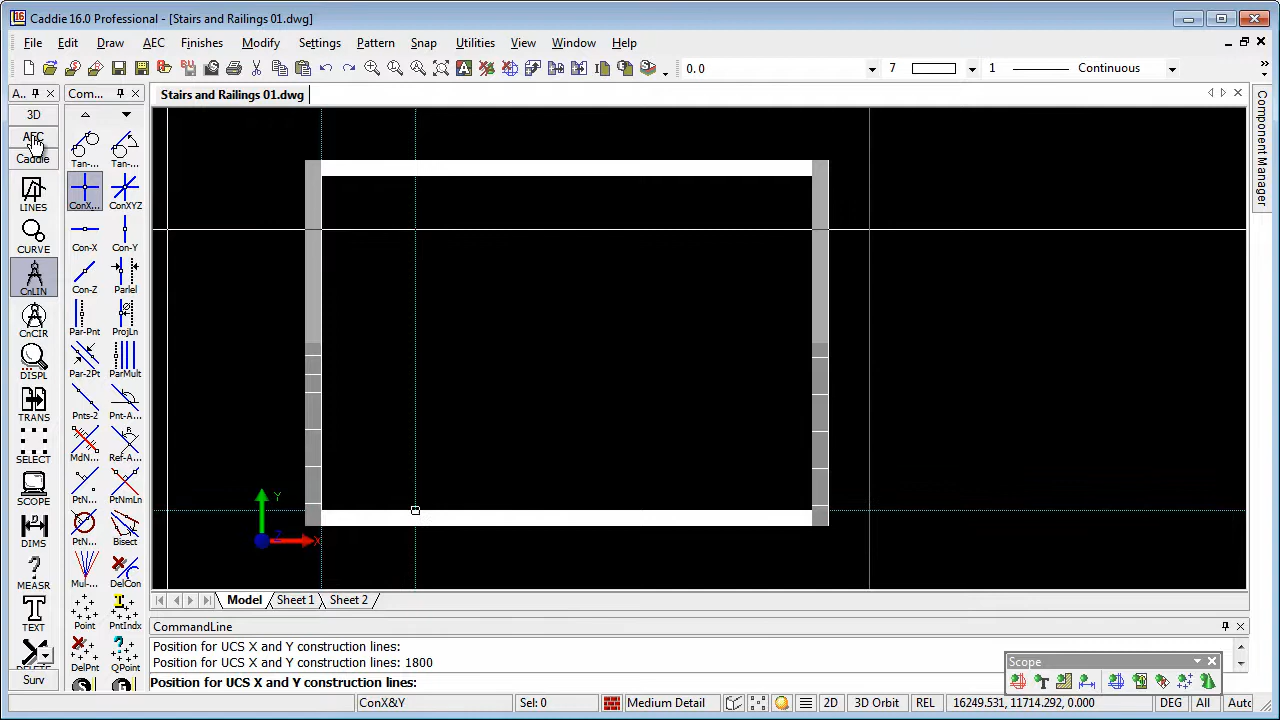 Caddie 16.0 Professional - [Stairs and Railings 01.dwg]
File Edit Draw AEC Finishes Modify Settings Pattern Snap Utilities View Window Help
0, 0 7 1 Continuous
A.. Com...
Stairs and Railings 01.dwg
3D
AEC
Caddie
Tan-... Tan-...
LINES ConX... ConXYZ
CURVE Con-X Con-Y
CnLIN Con-Z Parlel
CnCIR Par-Pnt ProjLn
DISPL Par-2Pt ParMult
TRANS Pnts-2 Pnt-A...
SELECT MdN... Ref-A...
SCOPE PtN... PtNmLn
DIMS PtN... Bisect
MEASR Mul-... DelCon
TEXT Point PntIndx
DELETE DelPnt QPoint
Surv
Component Manager
Y
Z
X
Model Sheet 1 Sheet 2
CommandLine
Position for UCS X and Y construction lines:
Position for UCS X and Y construction lines: 1800
Position for UCS X and Y construction lines:
Scope
ConX&Y Sel: 0 Medium Detail 2D 3D Orbit REL 16249.531, 11714.292, 0.000 DEG All Auto